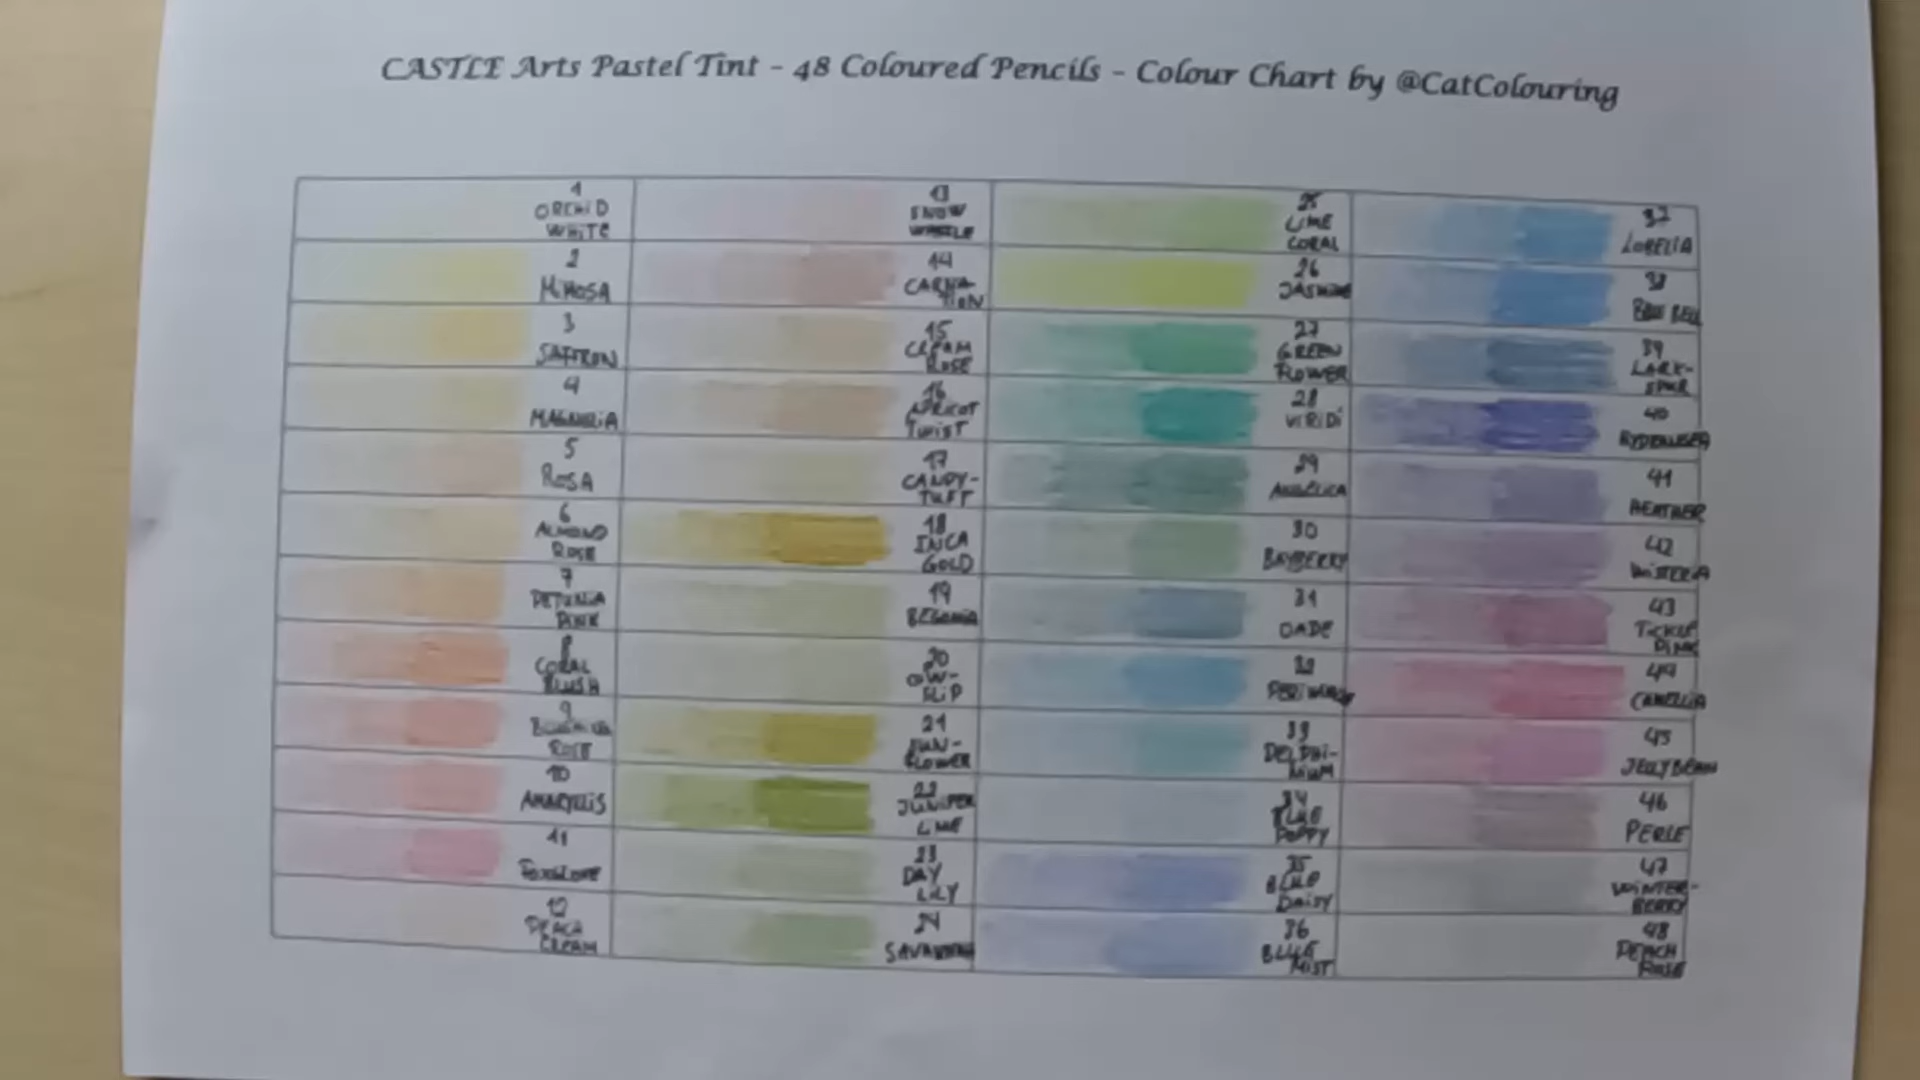 CASTLE Arts Pastel Tint - 48 Coloured Pencils - Colour Chart by @CatColouring
1
ORCHID
WHITE
2
MIMOSA
3
SAFFRON
4
MAGNOLIA
5
ROSA
6
ALMOND
ROSE
7
PETUNIA
PINK
8
CORAL
BLUSH
9
ROSE
10
AMARYLLIS
11
FOXGLOVE
12
PEACH
CREAM
13
SNOW
14
CARNA-
TION
15
CREAM
ROSE
16
APRICOT
TWIST
17
CANDY-
TUFT
18
INCA
GOLD
19
BEGONIA
20
OW-
SLIP
21
SUN-
FLOWER
22
JUNIPER
LIME
23
DAY
LILY
24
SAVANNAH
25
LIME
CORAL
26
JASMINE
27
GREEN
FLOWER
28
VIRIDI
29
ANGELICA
30
BAYBERRY
31
32
33
DELPHI-
NIUM
34
BLUE
POPPY
35
BLUE
DAISY
36
BLUE
MIST
37
LOBELIA
38
BLUE BELL
39
LARK-
SPUR
40
41
HEATHER
42
WISTERIA
43
TICKLE
PINK
44
CAMELLIA
45
JELLYBEAN
46
PERLE
47
WINTER-
BERRY
48
PEACH
ROSE